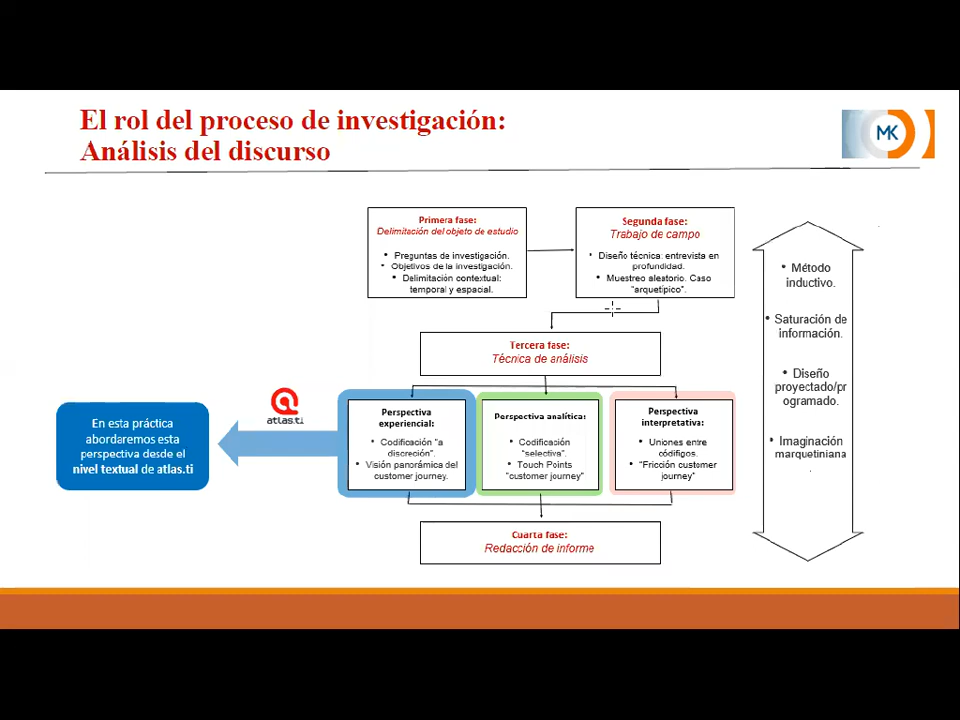 El rol del proceso de investigación:
Análisis del discurso
MK
Primera fase:
Delimitación del objeto de estudio
• Preguntas de investigación.
• Objetivos de la investigación.
• Delimitación contextual:
temporal y espacial.
Segunda fase:
Trabajo de campo
• Diseño técnica: entrevista en
profundidad.
• Muestreo aleatorio. Caso
"arquetípico".
• Método
inductivo.
• Saturación de
información.
• Diseño
proyectado/pr
ogramado.
• Imaginación
marquetiniana
.
Tercera fase:
Técnica de análisis
atlas.ti
En esta práctica
abordaremos esta
perspectiva desde el
nivel textual de atlas.ti
Perspectiva
experiencial:
• Codificación "a
discreción".
• Visión panorámica del
customer journey.
Perspectiva analítica:
• Codificación
"selectiva".
• Touch Points
"customer journey"
Perspectiva
interpretativa:
• Uniones entre
códigos.
• "Fricción customer
journey"
Cuarta fase:
Redacción de informe